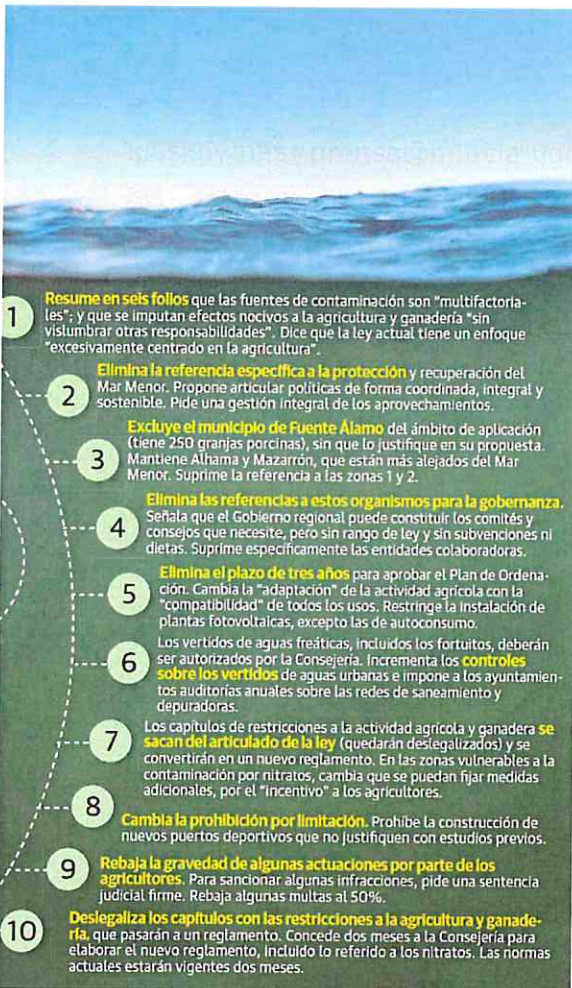 1
Resume en seis folios que las fuentes de contaminación son "multifactoria-
les"; y que se imputan efectos nocivos a la agricultura y ganadería "sin
vislumbrar otras responsabilidades". Dice que la ley actual tiene un enfoque
"excesivamente centrado en la agricultura".
2
Elimina la referencia específica a la protección y recuperación del
Mar Menor. Propone articular políticas de forma coordinada, integral y
sostenible. Pide una gestión integral de los aprovechamientos.
3
Excluye el municipio de Fuente Álamo del ámbito de aplicación
(tiene 250 granjas porcinas), sin que lo justifique en su propuesta.
Mantiene Alhama y Mazarrón, que están más alejados del Mar
Menor. Suprime la referencia a las zonas 1 y 2.
4
Elimina las referencias a estos organismos para la gobernanza.
Señala que el Gobierno regional puede constituir los comités y
consejos que necesite, pero sin rango de ley y sin subvenciones ni
dietas. Suprime específicamente las entidades colaboradoras.
5
Elimina el plazo de tres años para aprobar el Plan de Ordena-
ción. Cambia la "adaptación" de la actividad agrícola con la
"compatibilidad" de todos los usos. Restringe la instalación de
plantas fotovoltaicas, excepto las de autoconsumo.
6
Los vertidos de aguas freáticas, incluidos los fortuitos, deberán
ser autorizados por la Consejería. Incrementa los controles
sobre los vertidos de aguas urbanas e impone a los ayuntamien-
tos auditorías anuales sobre las redes de saneamiento y
depuradoras.
7
Los capítulos de restricciones a la actividad agrícola y ganadera se
sacan del articulado de la ley (quedarán deslegalizados) y se
convertirán en un nuevo reglamento. En las zonas vulnerables a la
contaminación por nitratos, cambia que se puedan fijar medidas
adicionales, por el "incentivo" a los agricultores.
8
Cambia la prohibición por limitación. Prohíbe la construcción de
nuevos puertos deportivos que no justifiquen con estudios previos.
9
Rebaja la gravedad de algunas actuaciones por parte de los
agricultores. Para sancionar algunas infracciones, pide una sentencia
judicial firme. Rebaja algunas multas al 50%.
10
Deslegaliza los capítulos con las restricciones a la agricultura y ganade-
ría, que pasarán a un reglamento. Concede dos meses a la Consejería para
elaborar el nuevo reglamento, incluido lo referido a los nitratos. Las normas
actuales estarán vigentes dos meses.